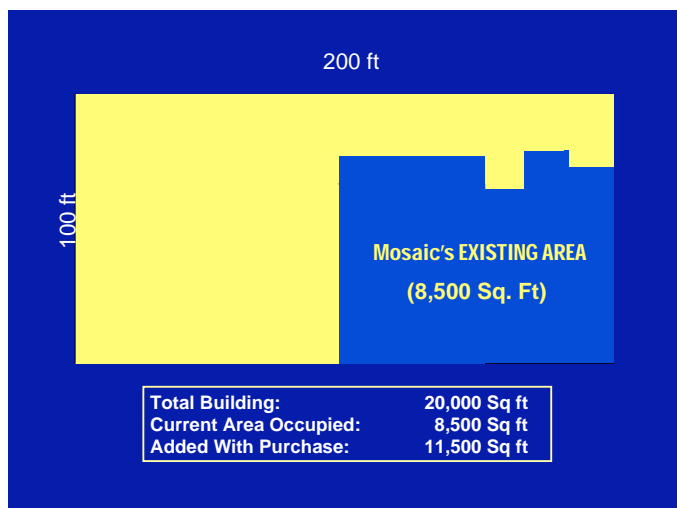 200 ft
100 ft
Mosaic's EXISTING AREA
(8,500 Sq. Ft)
Total Building: 20,000 Sq ft
Current Area Occupied: 8,500 Sq ft
Added With Purchase: 11,500 Sq ft